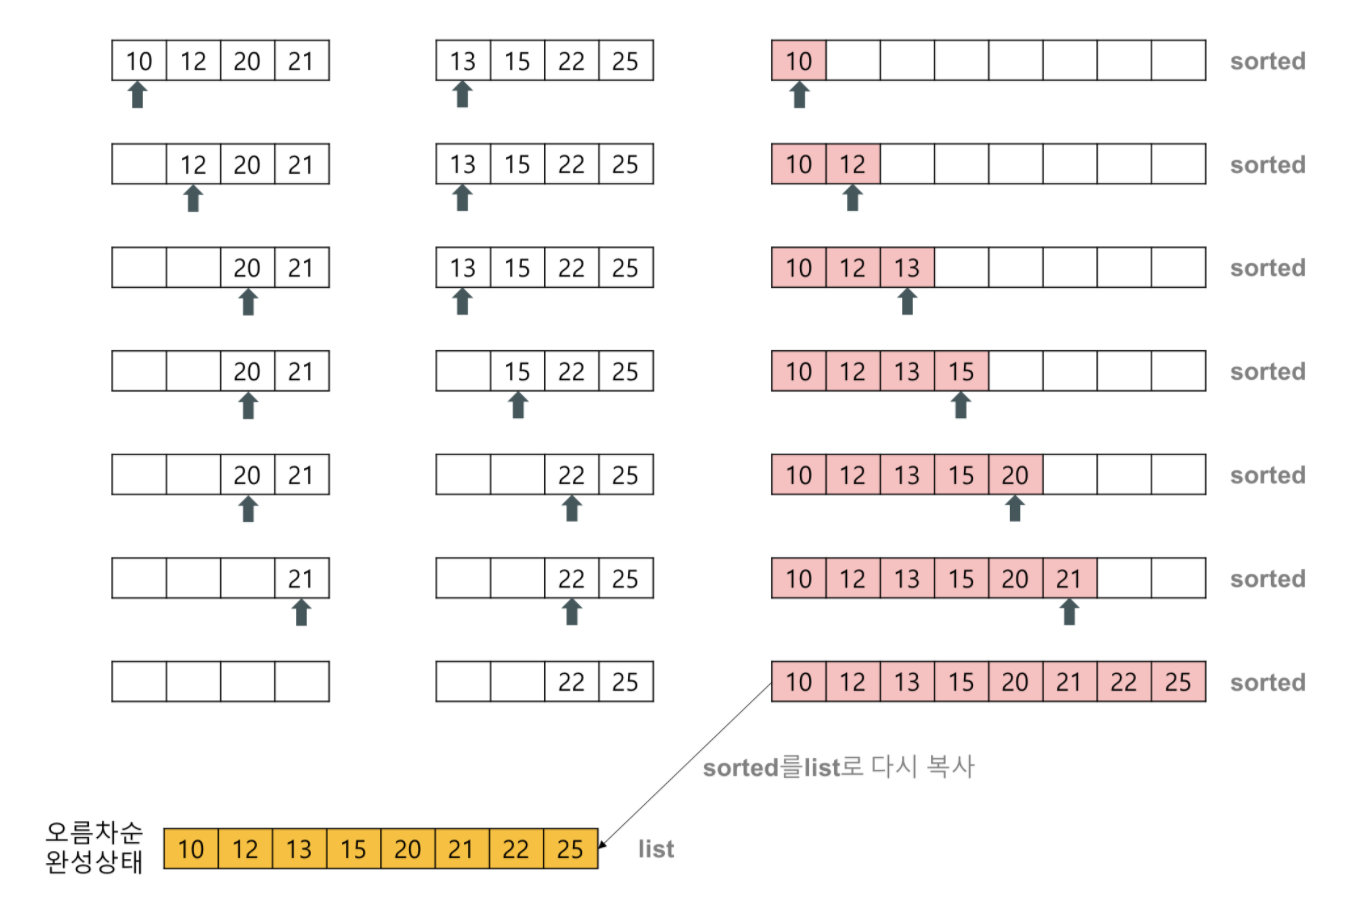 10 12 20 21 13 15 22 25 10 sorted
12 20 21 13 15 22 25 10 12 sorted
20 21 13 15 22 25 10 12 13 sorted
20 21 15 22 25 10 12 13 15 sorted
20 21 22 25 10 12 13 15 20 sorted
21 22 25 10 12 13 15 20 21 sorted
22 25 10 12 13 15 20 21 22 25 sorted
sorted를list로 다시 복사
오름차순
완성상태
10 12 13 15 20 21 22 25 list